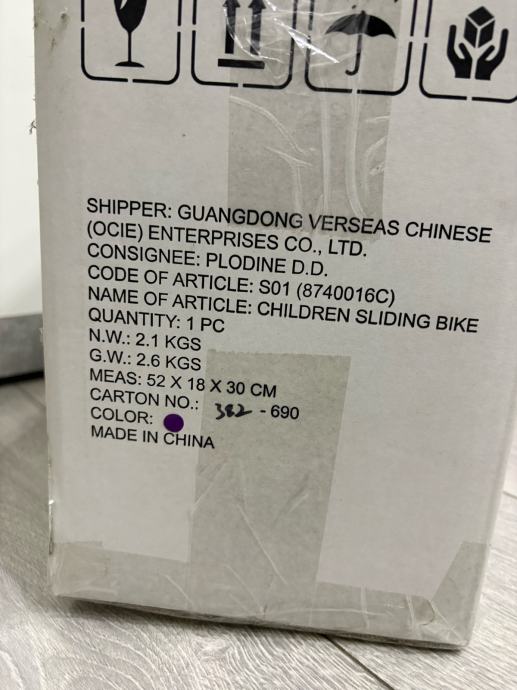 SHIPPER: GUANGDONG VERSEAS CHINESE
(OCIE) ENTERPRISES CO., LTD.
CONSIGNEE: PLODINE D.D.
CODE OF ARTICLE: S01 (8740016C)
NAME OF ARTICLE: CHILDREN SLIDING BIKE
QUANTITY: 1 PC
N.W.: 2.1 KGS
G.W.: 2.6 KGS
MEAS: 52 X 18 X 30 CM
CARTON NO.: 382 - 690
COLOR:
MADE IN CHINA